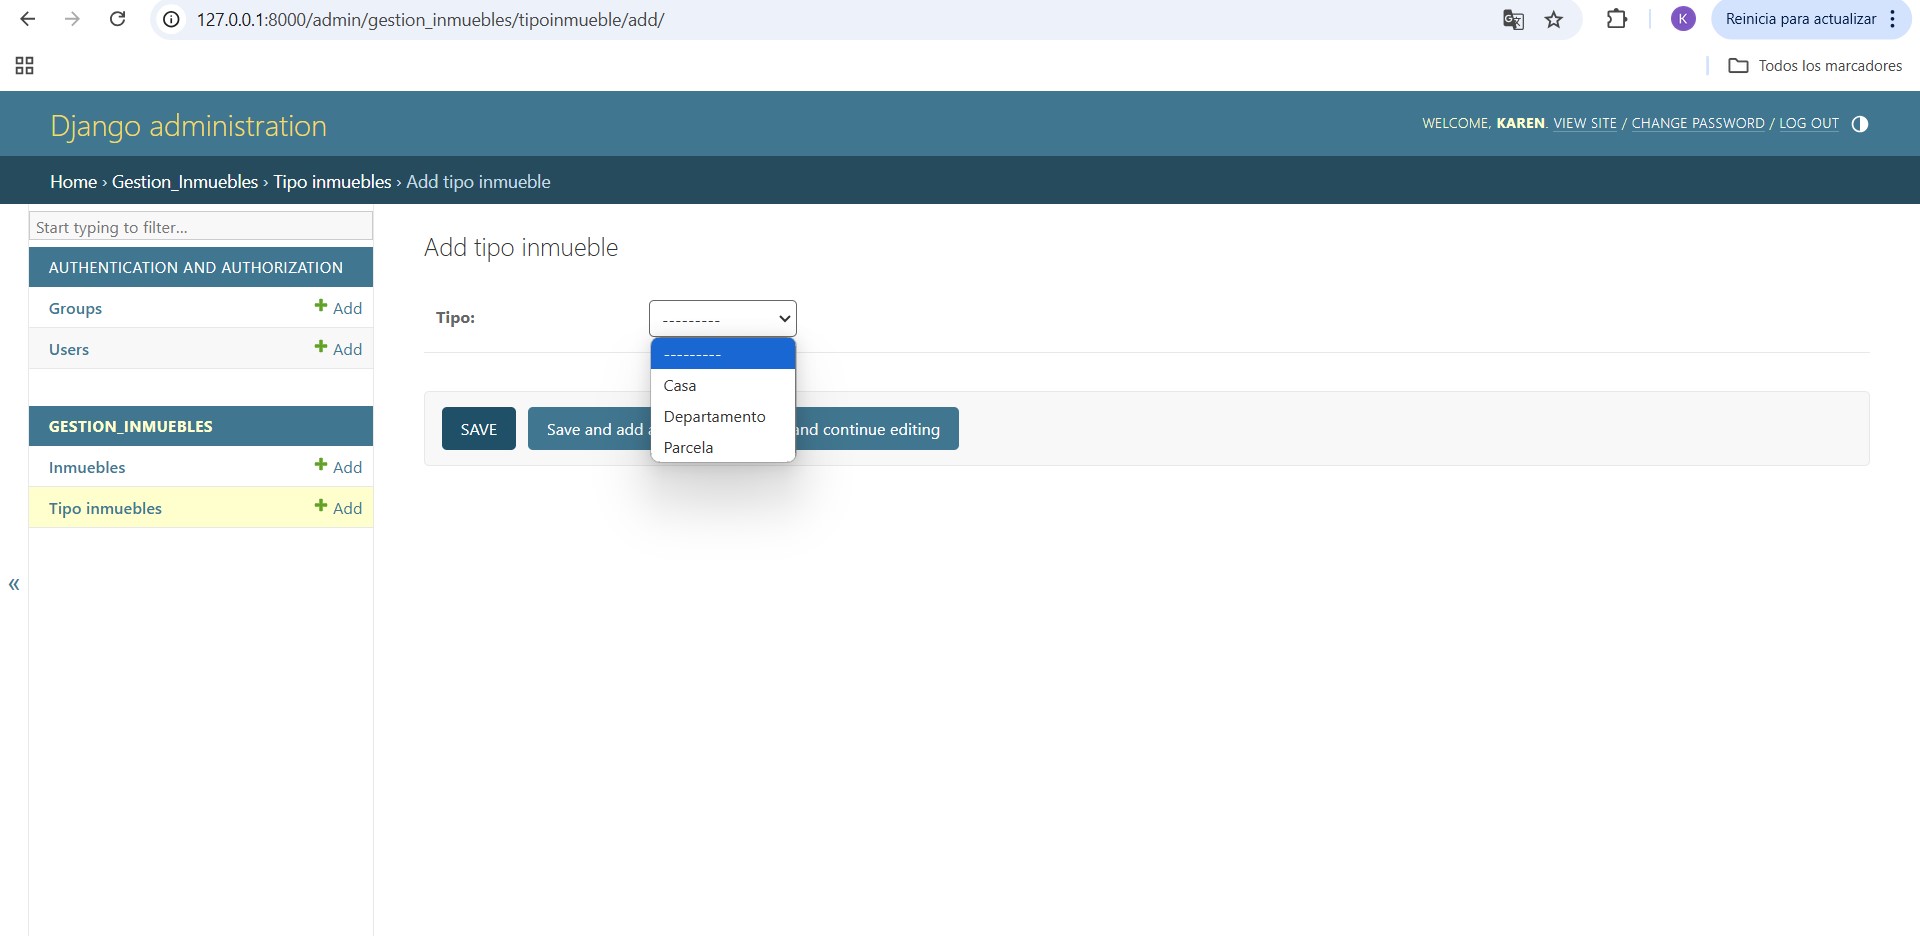 127.0.0.1:8000/admin/gestion_inmuebles/tipoinmueble/add/
K
Reinicia para actualizar
Todos los marcadores
Django administration
WELCOME, KAREN. VIEW SITE / CHANGE PASSWORD / LOG OUT
Home › Gestion_Inmuebles › Tipo inmuebles › Add tipo inmueble
Start typing to filter...
AUTHENTICATION AND AUTHORIZATION
Groups + Add
Users + Add
GESTION_INMUEBLES
Inmuebles + Add
Tipo inmuebles + Add
«
Add tipo inmueble
Tipo: ---------
---------
Casa
Departamento
Parcela
SAVE
Save and add
and continue editing